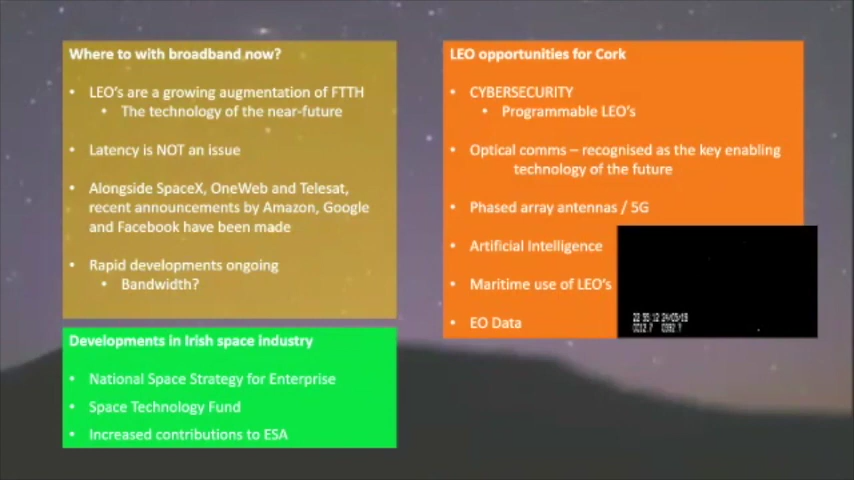 Where to with broadband now?
• LEO's are a growing augmentation of FTTH
• The technology of the near-future
• Latency is NOT an issue
• Alongside SpaceX, OneWeb and Telesat,
recent announcements by Amazon, Google
and Facebook have been made
• Rapid developments ongoing
• Bandwidth?
Developments in Irish space industry
• National Space Strategy for Enterprise
• Space Technology Fund
• Increased contributions to ESA
LEO opportunities for Cork
• CYBERSECURITY
• Programmable LEO's
• Optical comms – recognised as the key enabling
technology of the future
• Phased array antennas / 5G
• Artificial Intelligence
• Maritime use of LEO's
• EO Data